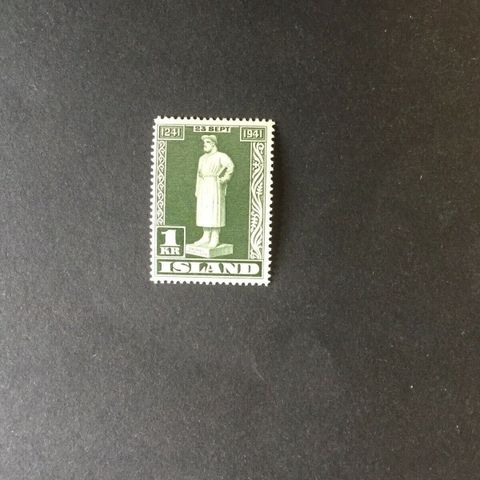 23 SEPT
1241 1941
1
KR
ISLAND